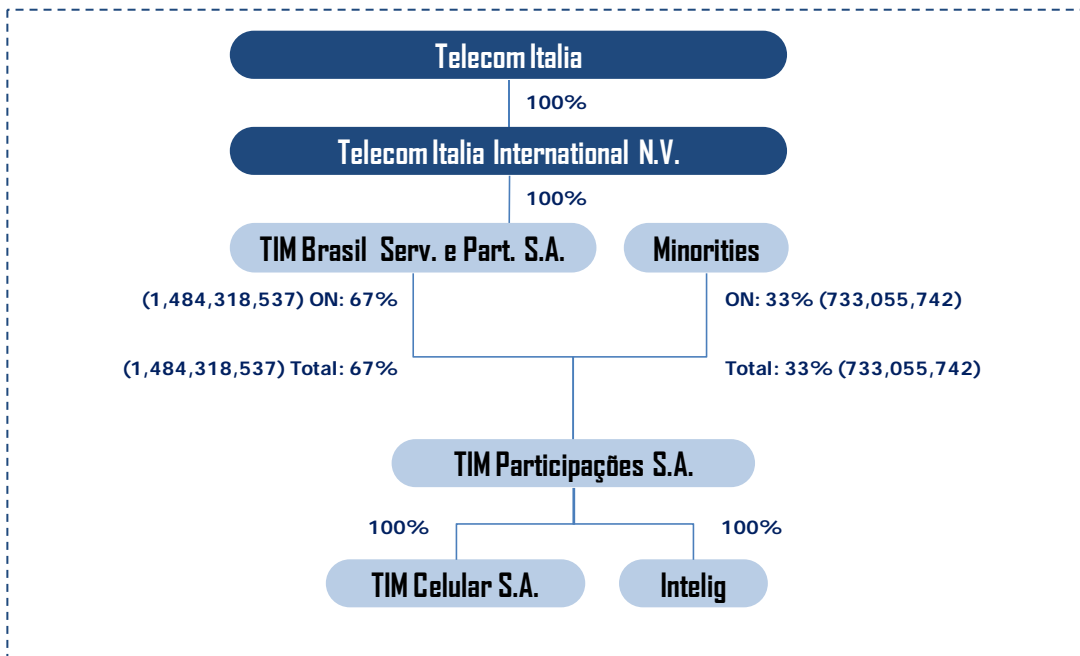 Telecom Italia
100%
Telecom Italia International N.V.
100%
TIM Brasil Serv. e Part. S.A.
Minorities
(1,484,318,537) ON: 67%
ON: 33% (733,055,742)
(1,484,318,537) Total: 67%
Total: 33% (733,055,742)
TIM Participações S.A.
100%
100%
TIM Celular S.A.
Intelig